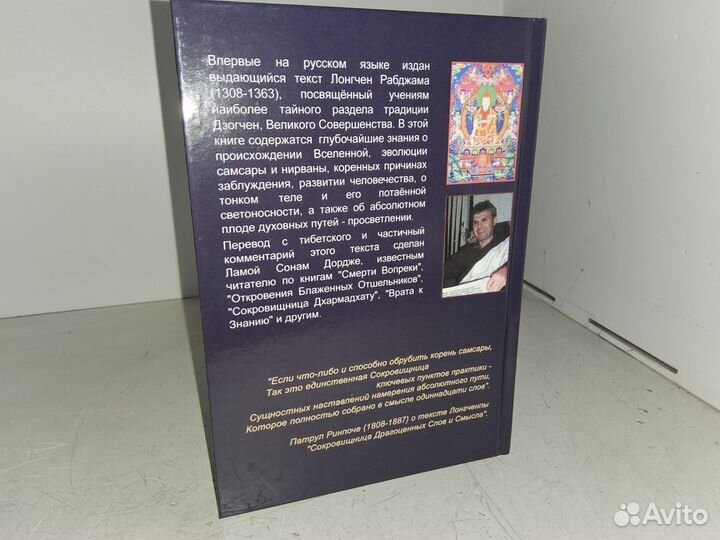 Впервые на русском языке издан
выдающийся текст Лонгчен Рабджама
(1308-1363), посвящённый учениям
наиболее тайного раздела традиции
Дзогчен, Великого Совершенства. В этой
книге содержатся глубочайшие знания о
происхождении Вселенной, эволюции
самсары и нирваны, коренных причинах
заблуждения, развитии человечества, о
тонком теле и его потаённой
светоносности, а также об абсолютном
плоде духовных путей - просветлении.
Перевод с тибетского и частичный
комментарий этого текста сделан
Ламой Сонам Дордже, известным
читателю по книгам "Смерти Вопреки",
"Откровения Блаженных Отшельников",
"Сокровищница Дхармадхату", "Врата к
Знанию" и другим.
"Если что-либо и способно обрубить корень самсары,
Так это единственная Сокровищница
ключевых пунктов практики -
Сущностных наставлений намерения абсолютного пути,
Которое полностью собрано в смысле одиннадцати слов".
Патрул Ринпоче (1808-1887) о тексте Лонгченпы
"Сокровищница Драгоценных Слов и Смысла".
Avito